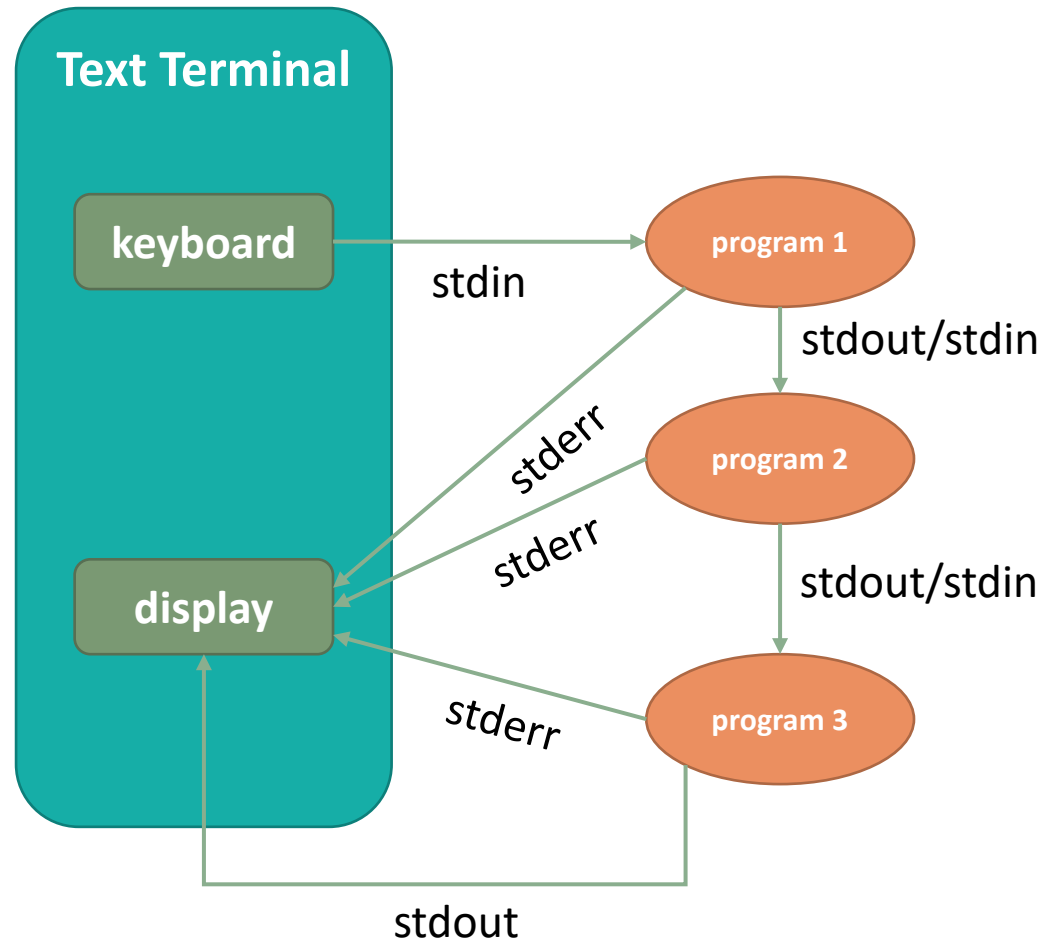 Text Terminal
keyboard
stdin
program 1
stdout/stdin
stderr
program 2
stderr
stdout/stdin
display
stderr
program 3
stdout